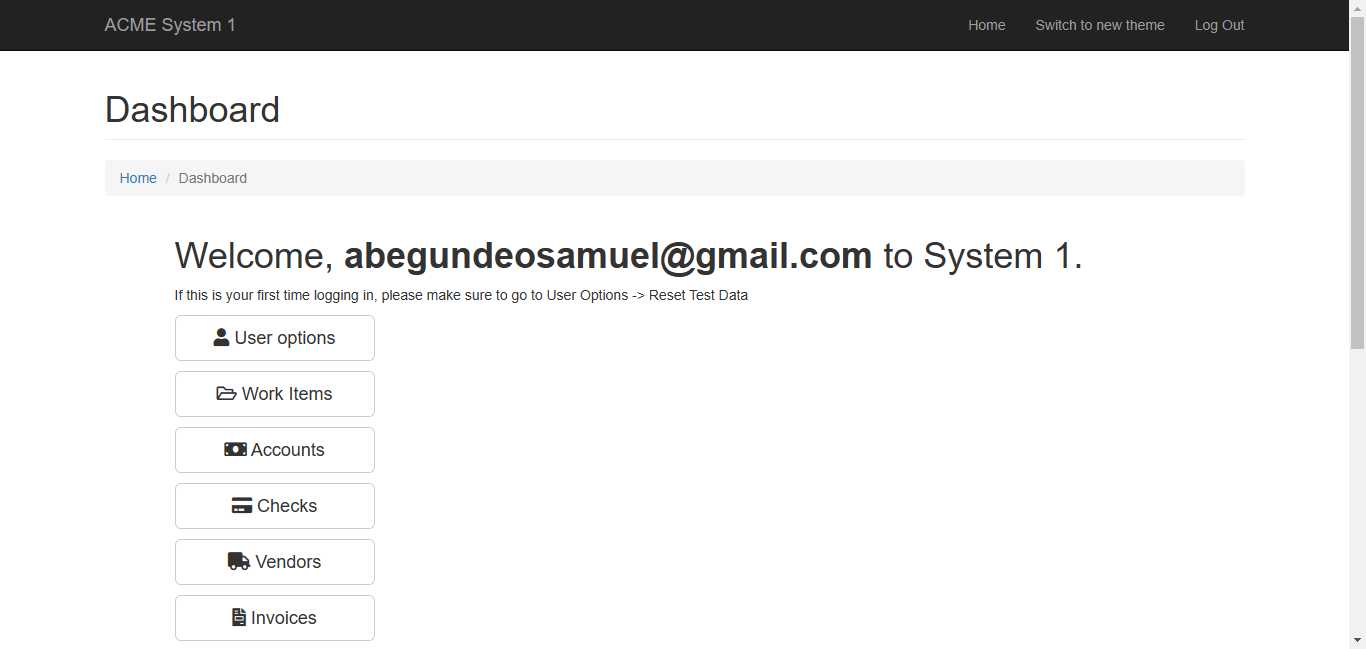 ACME System 1
Home
Switch to new theme
Log Out
Dashboard
Home / Dashboard
Welcome, abegundeosamuel@gmail.com to System 1.
If this is your first time logging in, please make sure to go to User Options -> Reset Test Data
User options
Work Items
Accounts
Checks
Vendors
Invoices